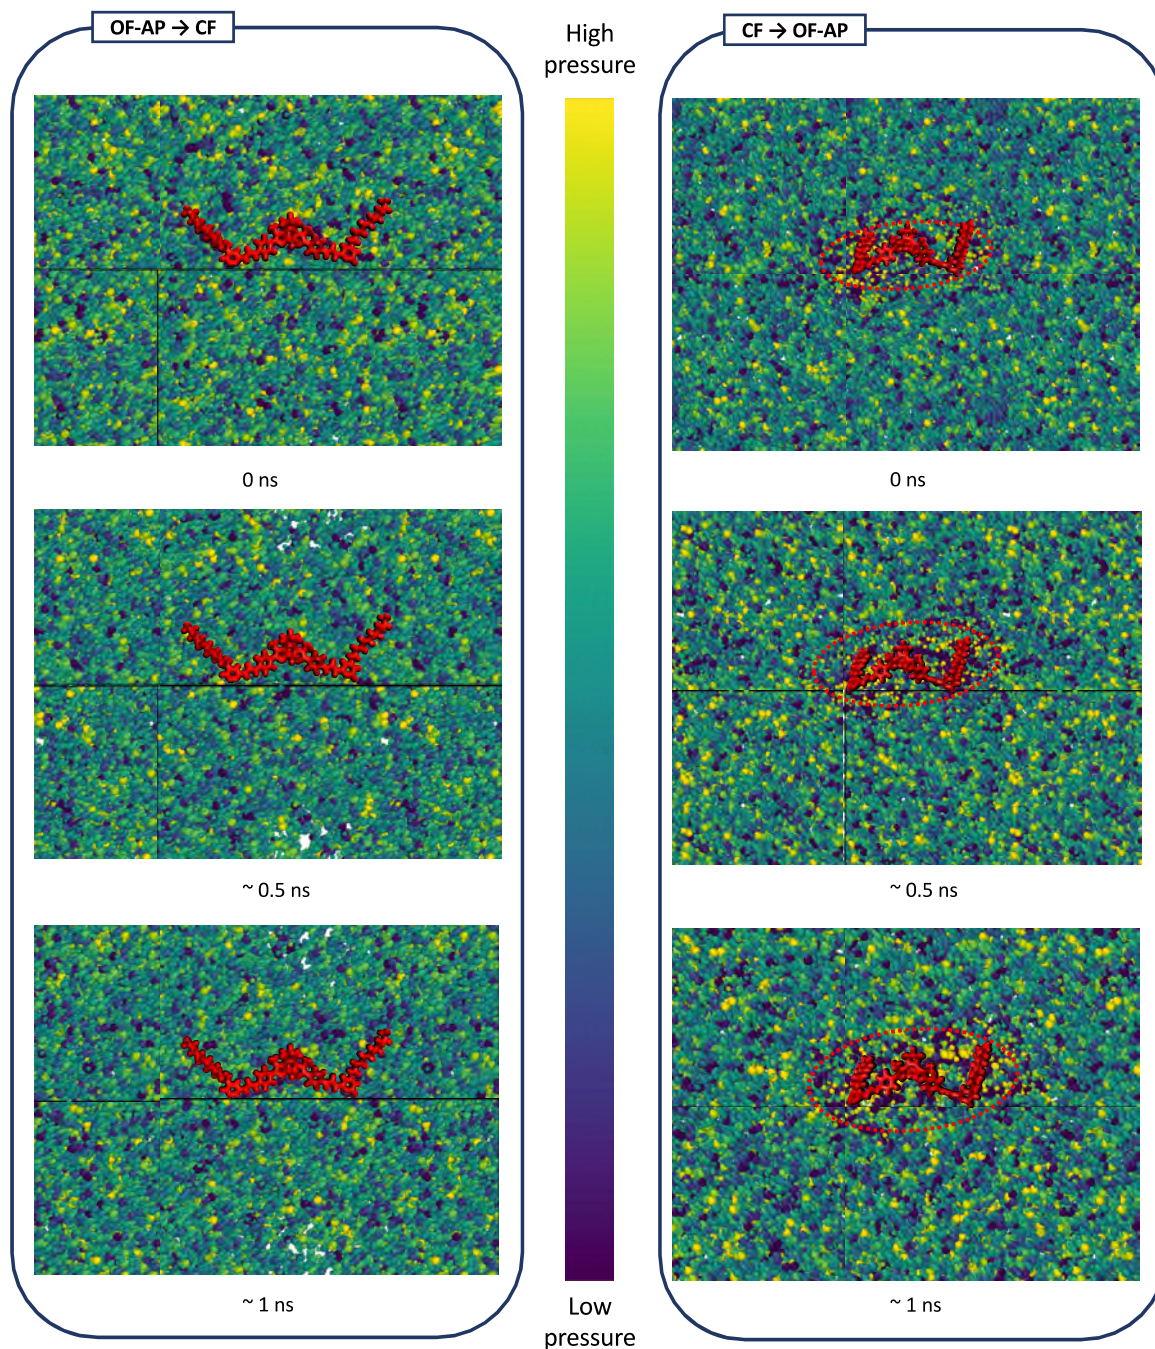 OF-AP → CF
0 ns
~ 0.5 ns
~ 1 ns
High
pressure
Low
pressure
CF → OF-AP
0 ns
~ 0.5 ns
~ 1 ns